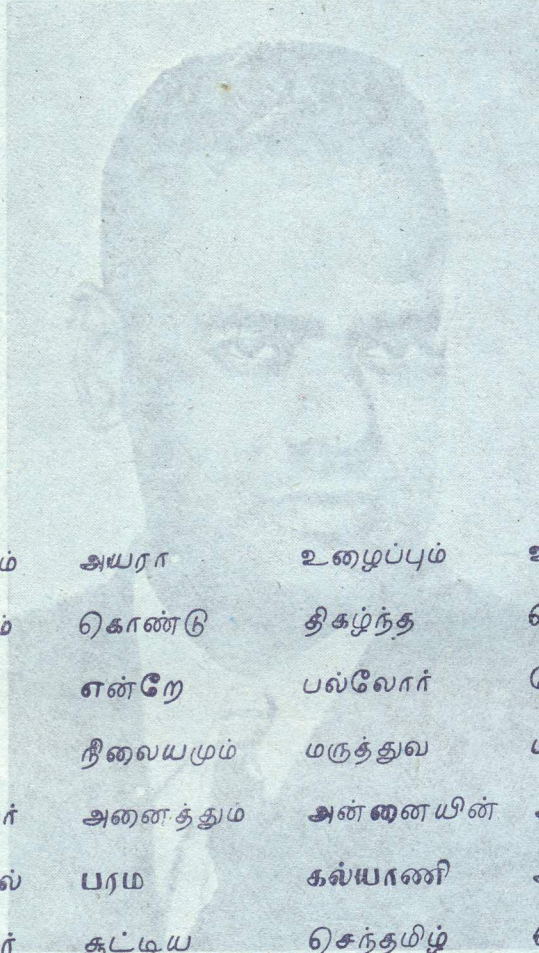 அயரா உழைப்பும்
கொண்டு திகழ்ந்த
என்றே பல்லோர்
நிலையமும் மருத்துவ
அனைத்தும் அன்னையின்
பரம கல்யாணி
சூட்டிய செந்தமிழ்